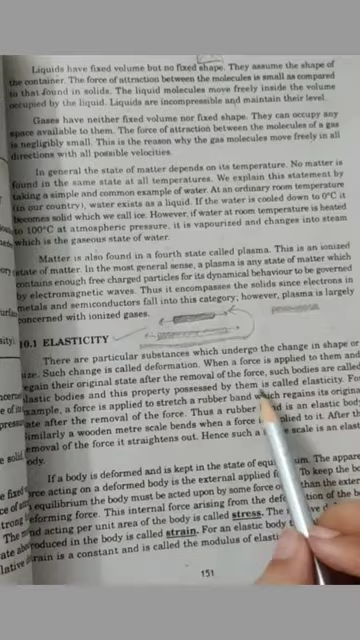 Liquids have fixed volume but no fixed shape. They assume the shape of
the container. The force of attraction between the molecules is small as compared
to that found in solids. The liquid molecules move freely inside the volume
occupied by the liquid. Liquids are incompressible and maintain their level.
Gases have neither fixed volume nor fixed shape. They can occupy any
space available to them. The force of attraction between the molecules of a gas
is negligibly small. This is the reason why the gas molecules move freely in all
directions with all possible velocities.
In general the state of matter depends on its temperature. No matter is
found in the same state at all temperatures. We explain this statement by
taking a simple and common example of water. At an ordinary room temperature
(in our country), water exists as a liquid. If the water is cooled down to 0°C it
becomes solid which we call ice. However, if water at room temperature is heated
to 100°C at atmospheric pressure, it is vapourized and changes into steam
which is the gaseous state of water.
Matter is also found in a fourth state called plasma. This is an ionized
state of matter. In the most general sense, a plasma is any state of matter which
contains enough free charged particles for its dynamical behaviour to be governed
by electromagnetic waves. Thus it encompasses the solids since electrons in
metals and semiconductors fall into this category; however, plasma is largely
concerned with ionized gases.
10.1 ELASTICITY
There are particular substances which undergo the change in shape or
size. Such change is called deformation. When a force is applied to them and
regain their original state after the removal of the force, such bodies are called
elastic bodies and this property possessed by them is called elasticity. For
example, a force is applied to stretch a rubber band which regains its original
state after the removal of the force. Thus a rubber band is an elastic body
Similarly a wooden metre scale bends when a force is applied to it. After the
removal of force it straightens out. Hence such a scale is an elast
body.
If a body is deformed and is kept in the state of equ The appare
force acting on a deformed body is the external applied fo To keep the b
in equilibrium the body must be acted upon by some force o than the exter
deforming force. This internal force arising from the defo of the b
The acting per unit area of the body is called stress. The
produced in the body is called strain. For an elastic body t
strain is a constant and is called the modulus of elastic
151